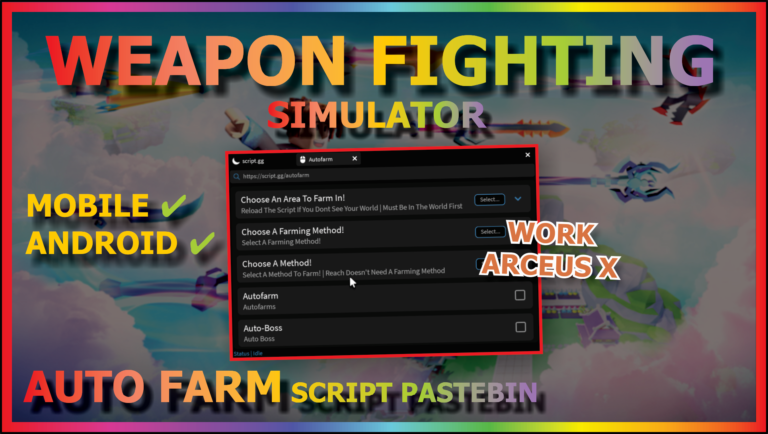 WEAPON FIGHTING
SIMULATOR
script.gg
Autofarm
https://script.gg/autofarm
Choose An Area To Farm In!
Reload The Script If You Dont See Your World | Must Be In The World First
Select...
Choose A Farming Method!
Select A Farming Method!
Select...
Choose A Method!
Select A Method To Farm! | Reach Doesn't Need A Farming Method
Autofarm
Autofarms
Auto-Boss
Auto Boss
Status | Idle
MOBILE ✔
ANDROID ✔
WORK
ARCEUS X
AUTO FARM SCRIPT PASTEBIN